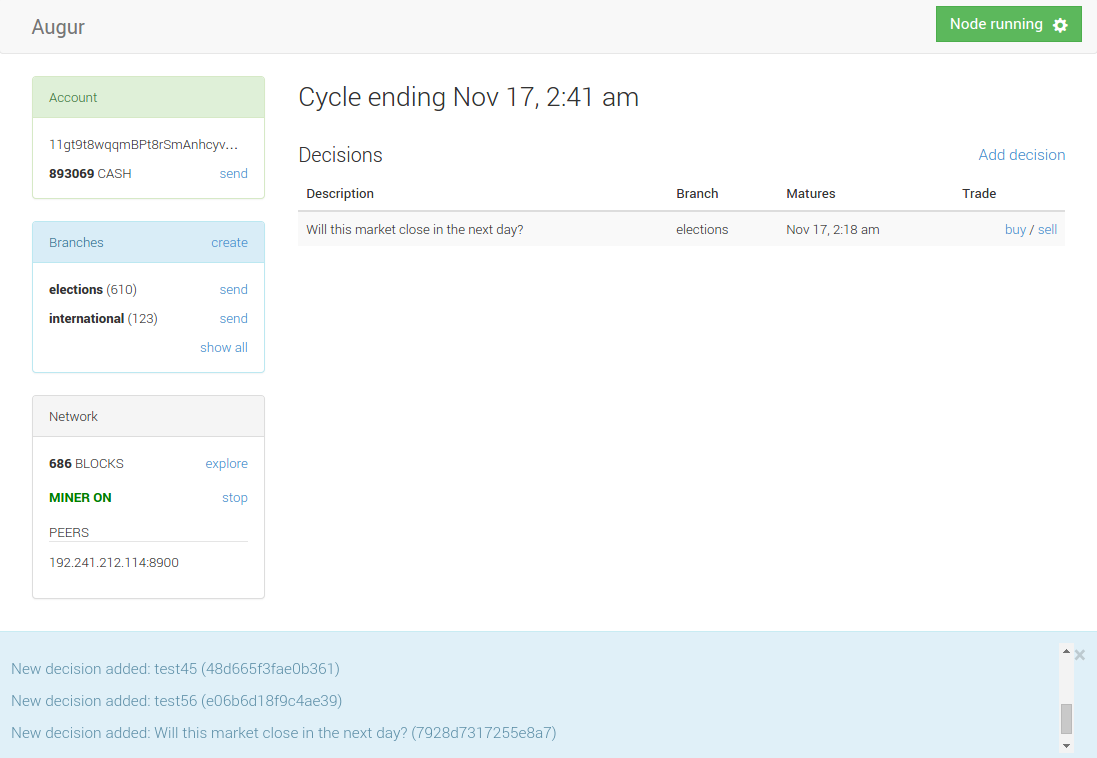 Augur
Node running
Account
11gt9t8wqqmBPt8rSmAnhcyv...
893069 CASH send
Branches create
elections (610) send
international (123) send
show all
Network
686 BLOCKS explore
MINER ON stop
PEERS
192.241.212.114:8900
Cycle ending Nov 17, 2:41 am
Decisions Add decision
Description Branch Matures Trade
Will this market close in the next day? elections Nov 17, 2:18 am buy / sell
New decision added: test45 (48d665f3fae0b361)
New decision added: test56 (e06b6d18f9c4ae39)
New decision added: Will this market close in the next day? (7928d7317255e8a7)